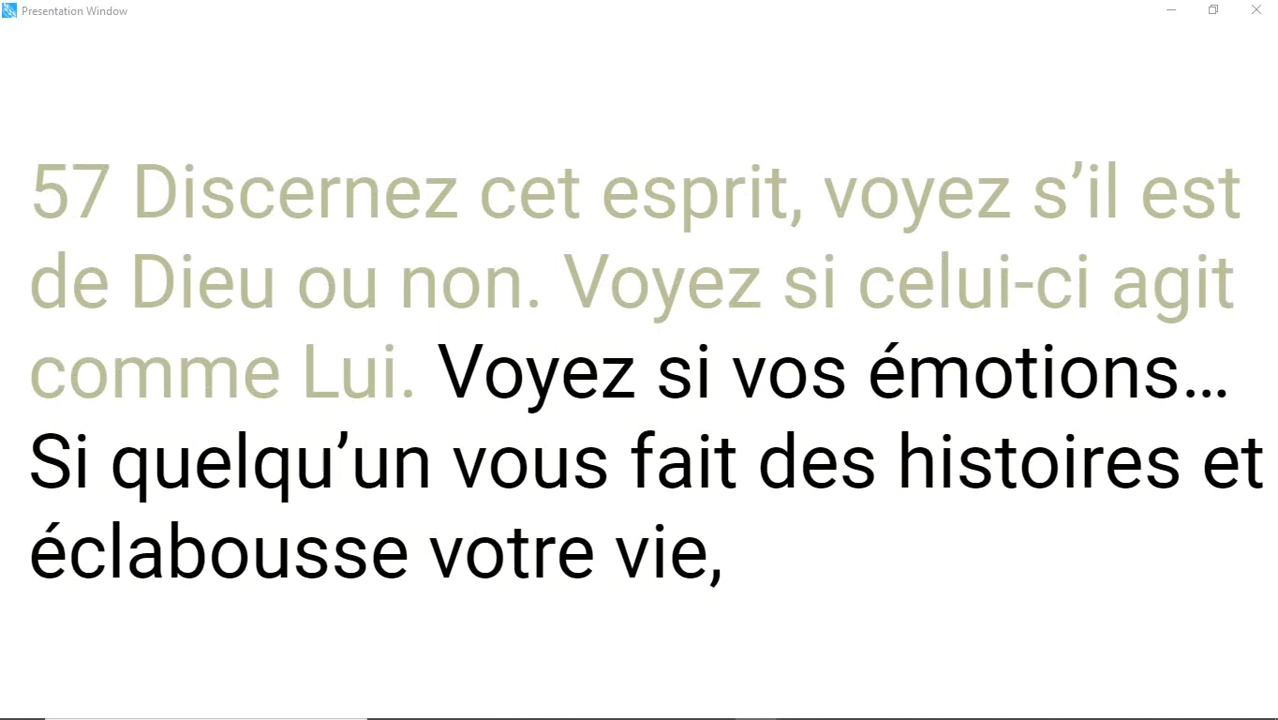 Presentation Window
57 Discernez cet esprit, voyez s’il est
de Dieu ou non. Voyez si celui-ci agit
comme Lui. Voyez si vos émotions…
Si quelqu’un vous fait des histoires et
éclabousse votre vie,